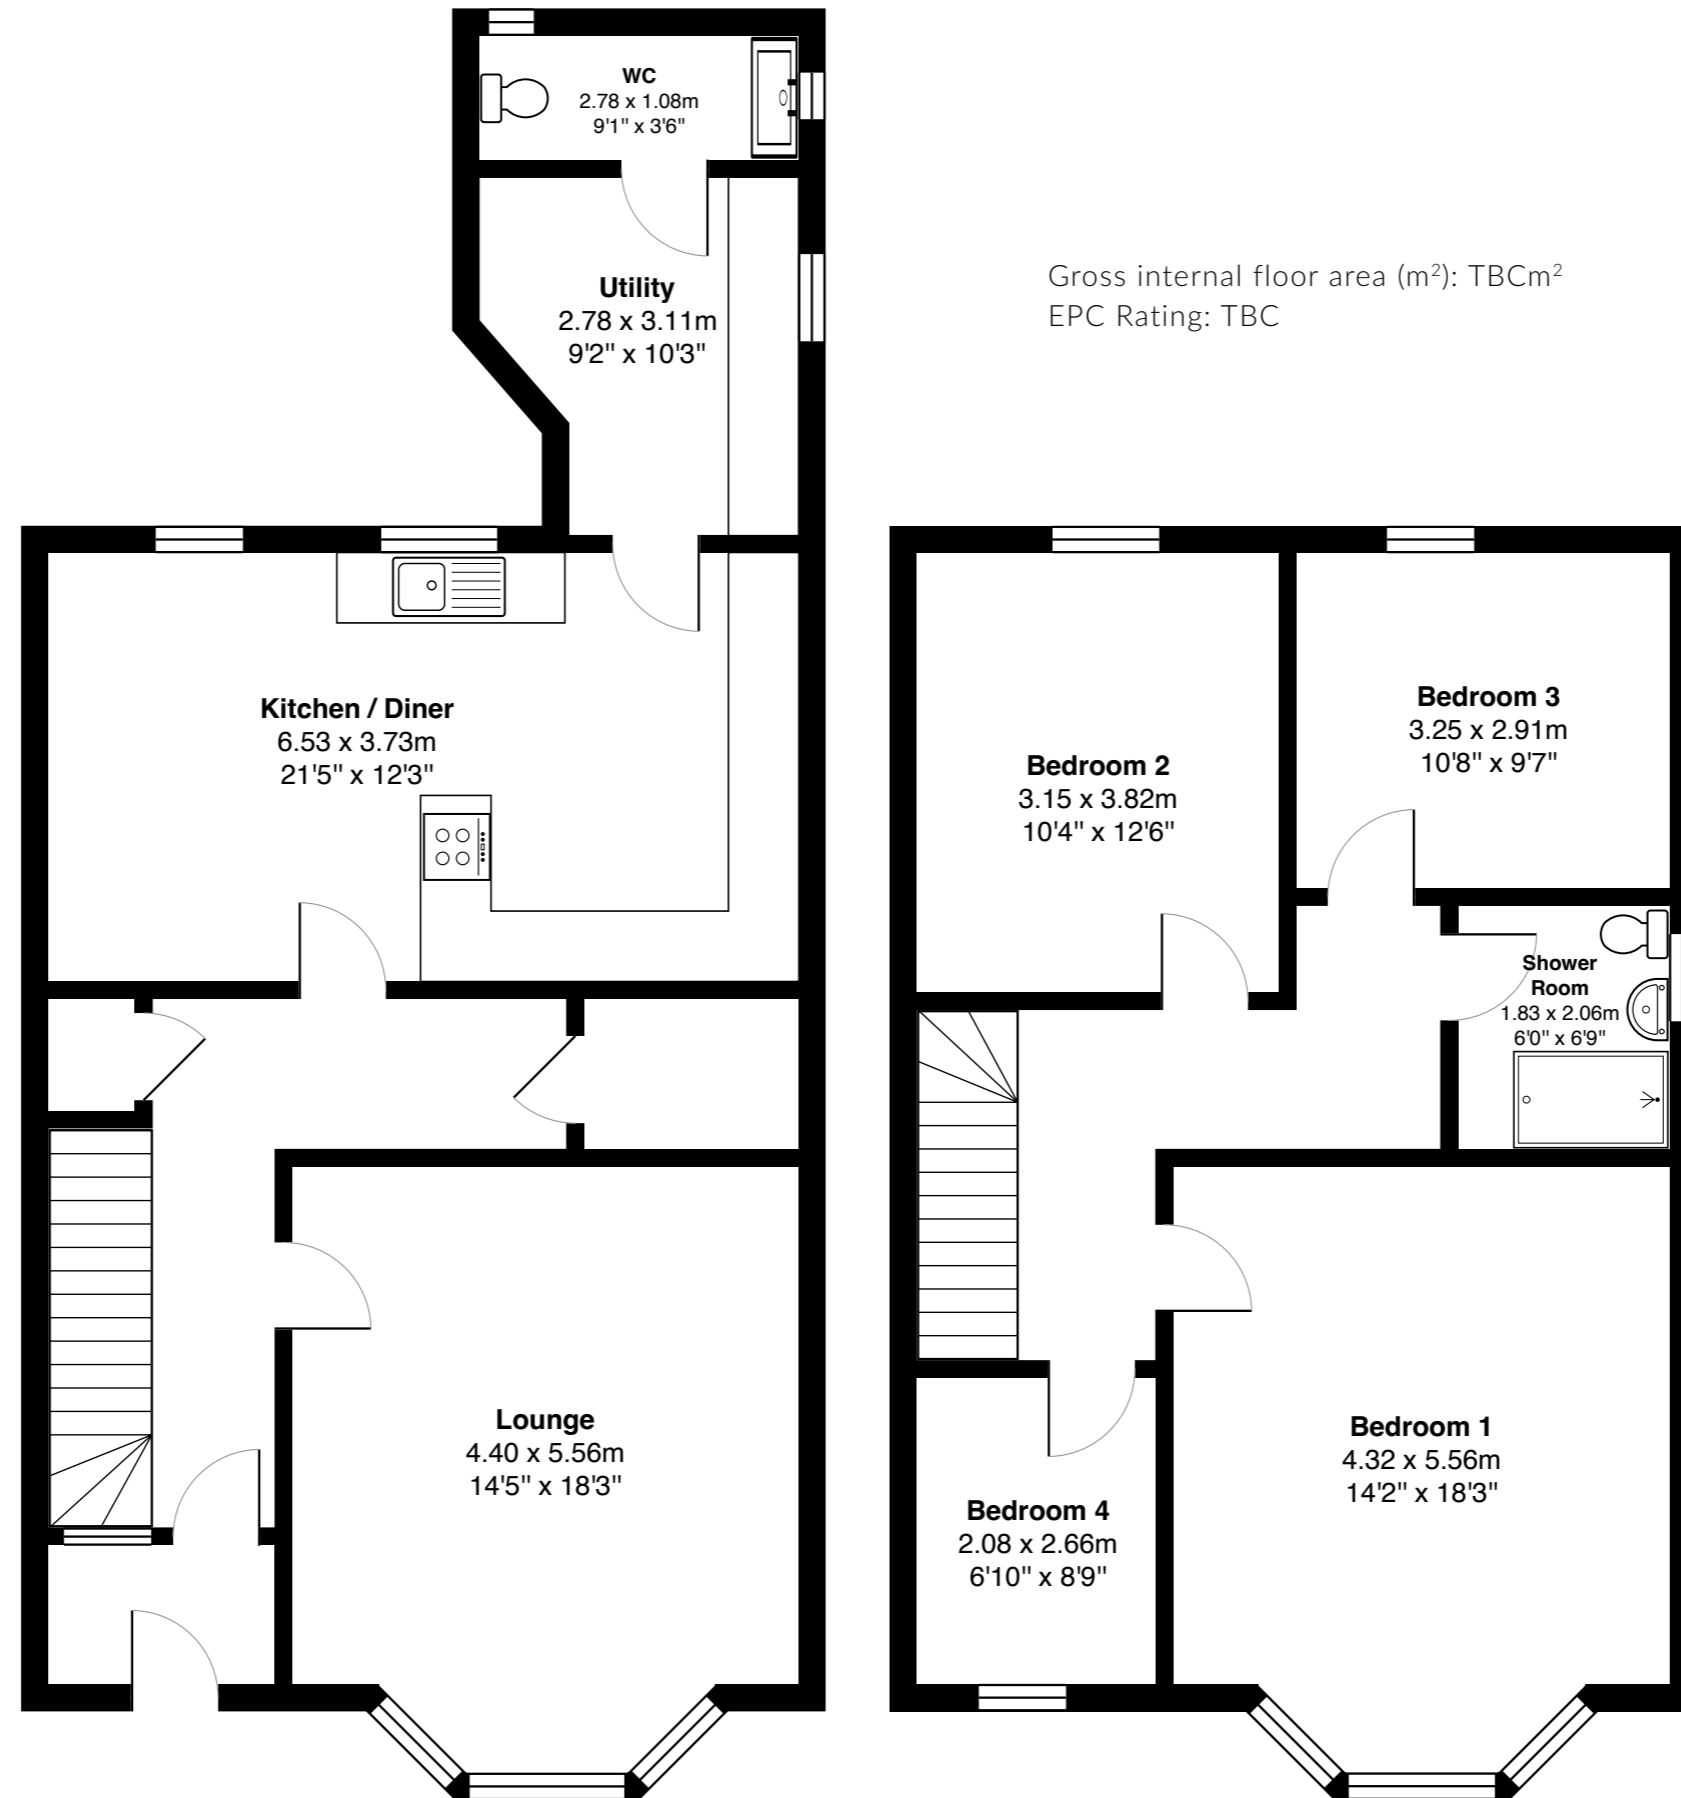 WC
2.78 x 1.08m
9'1" x 3'6"
Utility
2.78 x 3.11m
9'2" x 10'3"
Gross internal floor area (m²): TBCm²
EPC Rating: TBC
Kitchen / Diner
6.53 x 3.73m
21'5" x 12'3"
Bedroom 2
3.15 x 3.82m
10'4" x 12'6"
Bedroom 3
3.25 x 2.91m
10'8" x 9'7"
Shower
Room
1.83 x 2.06m
6'0" x 6'9"
Lounge
4.40 x 5.56m
14'5" x 18'3"
Bedroom 1
4.32 x 5.56m
14'2" x 18'3"
Bedroom 4
2.08 x 2.66m
6'10" x 8'9"